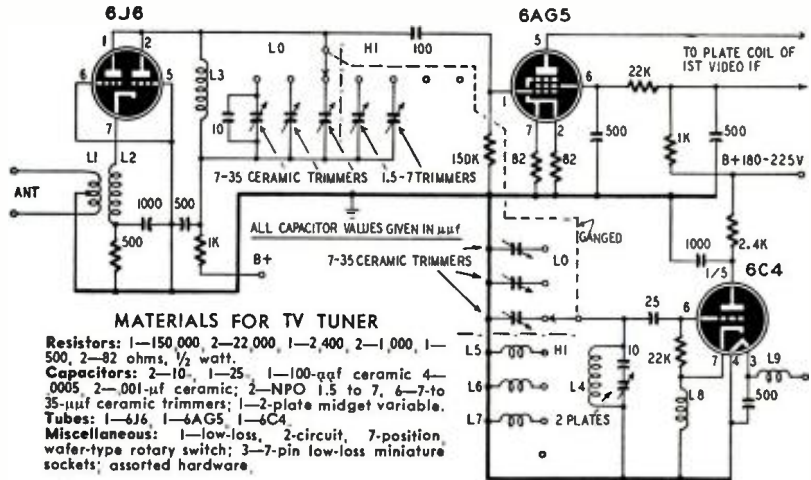 6J6
6AG5
1
2
L0
HI
100
5
TO PLATE COIL OF
1ST VIDEO IF
6
5
L3
1
6
22K
7
10
7
2
500
1K
500
L1
L2
150K
82
82
B+180-225V
ANT
7-35 CERAMIC TRIMMERS
1.5-7 TRIMMERS
1000
500
ALL CAPACITOR VALUES GIVEN IN µµf
GANGED
500
1K
B+
7-35 CERAMIC TRIMMERS
L0
1000
2.4K
1/5
6C4
25
6
MATERIALS FOR TV TUNER
Resistors: 1—150,000, 2—22,000, 1—2,400, 2—1,000, 1—
500, 2—82 ohms, ½ watt.
Capacitors: 2—10, 1—25, 1—100-µµf ceramic 4—
.0005, 2—.001-µf ceramic; 2—NPO 1.5 to 7, 6—7-to
35-µµf ceramic trimmers; 1—2-plate midget variable.
Tubes: 1—6J6, 1—6AG5, 1—6C4.
Miscellaneous: 1—low-loss, 2-circuit, 7-position
wafer-type rotary switch; 3—7-pin low-loss miniature
sockets; assorted hardware.
L5
HI
10
22K
7
4
3
L9
L6
L4
L8
500
L7
2 PLATES